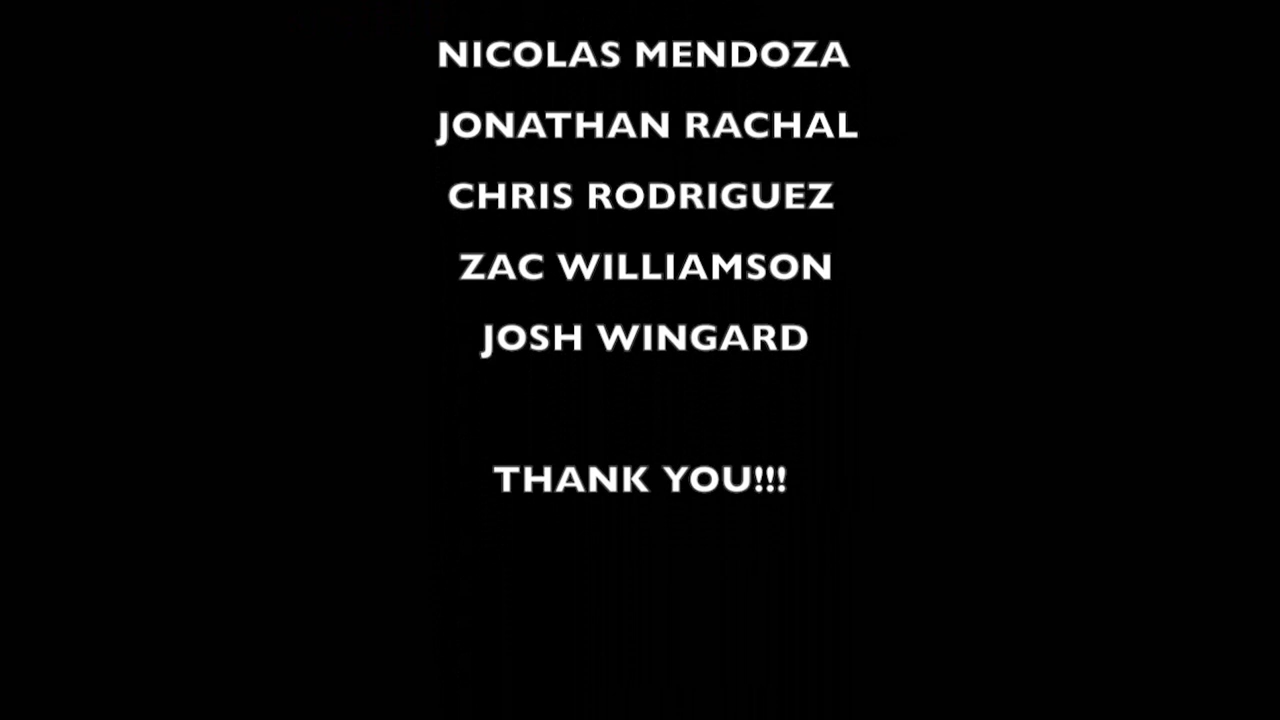 NICOLAS MENDOZA
JONATHAN RACHAL
CHRIS RODRIGUEZ
ZAC WILLIAMSON
JOSH WINGARD
THANK YOU!!!